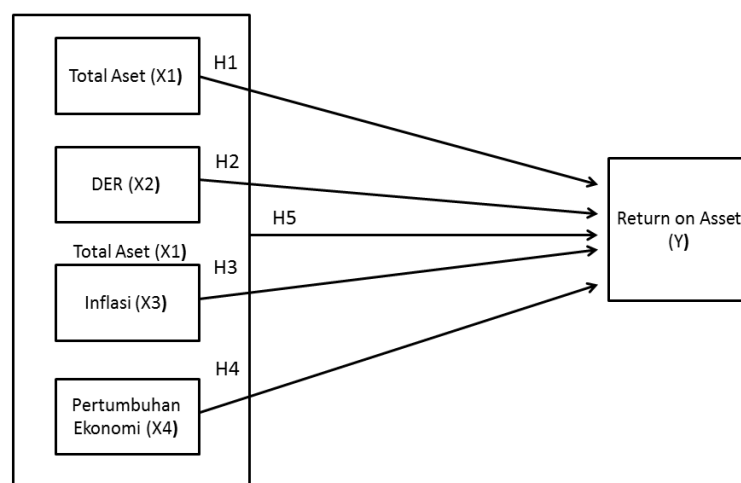 Total Aset (X1)
H1
DER (X2)
H2
H5
Total Aset (X1)
H3
Inflasi (X3)
H4
Pertumbuhan
Ekonomi (X4)
Return on Asset
(Y)